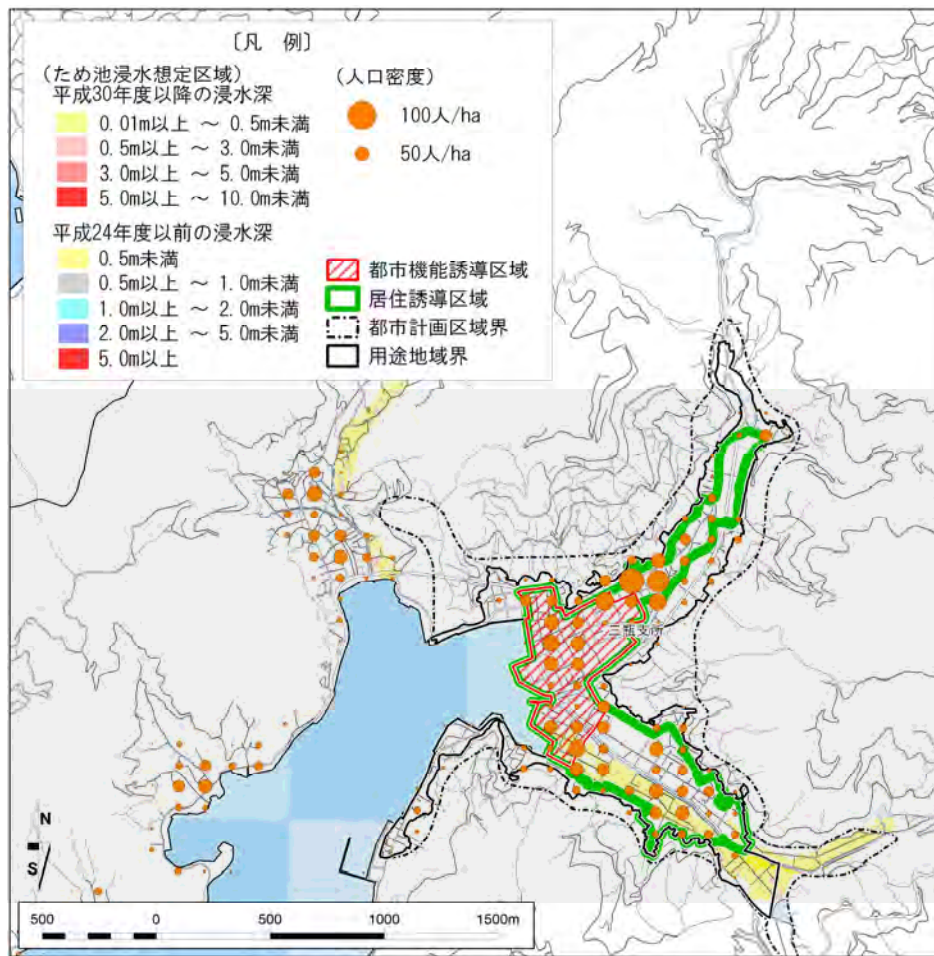 〔凡 例〕
(ため池浸水想定区域)
平成30年度以降の浸水深
0.01m以上 ～ 0.5m未満
0.5m以上 ～ 3.0m未満
3.0m以上 ～ 5.0m未満
5.0m以上 ～ 10.0m未満
平成24年度以前の浸水深
0.5m未満
0.5m以上 ～ 1.0m未満
1.0m以上 ～ 2.0m未満
2.0m以上 ～ 5.0m未満
5.0m以上
(人口密度)
100人/ha
50人/ha
都市機能誘導区域
居住誘導区域
都市計画区域界
用途地域界
三瓶支所
N
S
500 0 500 1000 1500m